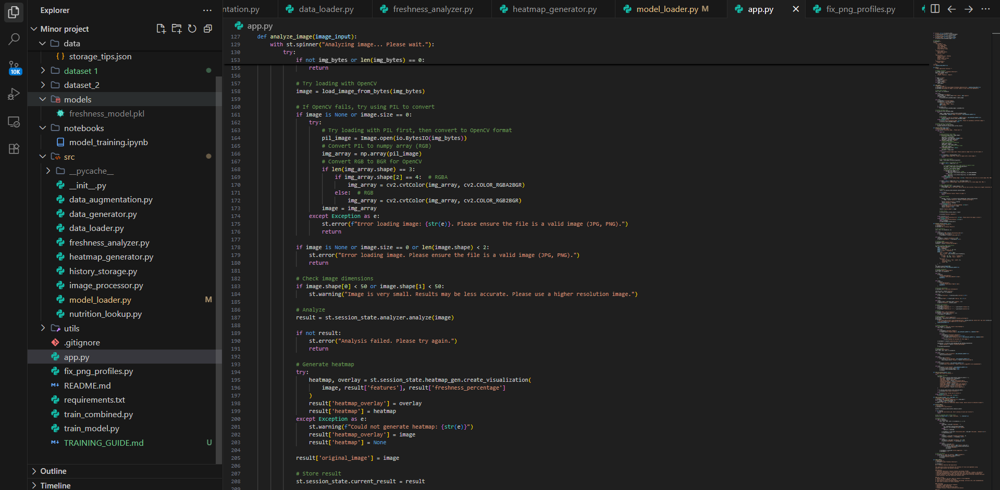 Explorer
Minor project
data
storage_tips.json
dataset 1
dataset_2
models
freshness_model.pkl
notebooks
model_training.ipynb
src
__pycache__
__init__.py
data_augmentation.py
data_generator.py
data_loader.py
freshness_analyzer.py
heatmap_generator.py
history_storage.py
image_processor.py
model_loader.py M
nutrition_lookup.py
utils
.gitignore
app.py
fix_png_profiles.py
README.md
requirements.txt
train_combined.py
train_model.py
TRAINING_GUIDE.md U
Outline
Timeline
10K
ntation.py data_loader.py freshness_analyzer.py heatmap_generator.py model_loader.py M app.py fix_png_profiles.py
app.py
127 def analyze_image(image_input):
129 with st.spinner("Analyzing image... Please wait."):
130 try:
153 if not img_bytes or len(img_bytes) == 0:
155 return
156
157 # Try loading with OpenCV
158 image = load_image_from_bytes(img_bytes)
159
160 # If OpenCV fails, try using PIL to convert
161 if image is None or image.size == 0:
162 try:
163 # Try loading with PIL first, then convert to OpenCV format
164 pil_image = Image.open(io.BytesIO(img_bytes))
165 # Convert PIL to numpy array (RGB)
166 img_array = np.array(pil_image)
167 # Convert RGB to BGR for OpenCV
168 if len(img_array.shape) == 3:
169 if img_array.shape[2] == 4: # RGBA
170 img_array = cv2.cvtColor(img_array, cv2.COLOR_RGBA2BGR)
171 else: # RGB
172 img_array = cv2.cvtColor(img_array, cv2.COLOR_RGB2BGR)
173 image = img_array
174 except Exception as e:
175 st.error(f"Error loading image: {str(e)}. Please ensure the file is a valid image (JPG, PNG).")
176 return
177
178 if image is None or image.size == 0 or len(image.shape) < 2:
179 st.error("Error loading image. Please ensure the file is a valid image (JPG, PNG).")
180 return
181
182 # Check image dimensions
183 if image.shape[0] < 50 or image.shape[1] < 50:
184 st.warning("Image is very small. Results may be less accurate. Please use a higher resolution image.")
185
186 # Analyze
187 result = st.session_state.analyzer.analyze(image)
188
189 if not result:
190 st.error("Analysis failed. Please try again.")
191 return
192
193 # Generate heatmap
194 try:
195 heatmap, overlay = st.session_state.heatmap_gen.create_visualization(
196 image, result['features'], result['freshness_percentage']
197 )
198 result['heatmap_overlay'] = overlay
199 result['heatmap'] = heatmap
200 except Exception as e:
201 st.warning(f"Could not generate heatmap: {str(e)}")
202 result['heatmap_overlay'] = image
203 result['heatmap'] = None
204
205 result['original_image'] = image
206
207 # Store result
208 st.session_state.current_result = result
209